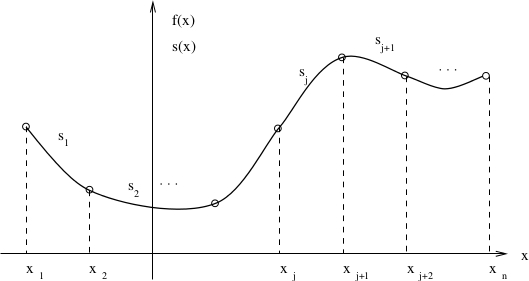 f(x)
s(x)
s_1
s_2 . . .
s_j
s_{j+1}
. . .
x
x_1
x_2
x_j
x_{j+1}
x_{j+2}
x_n